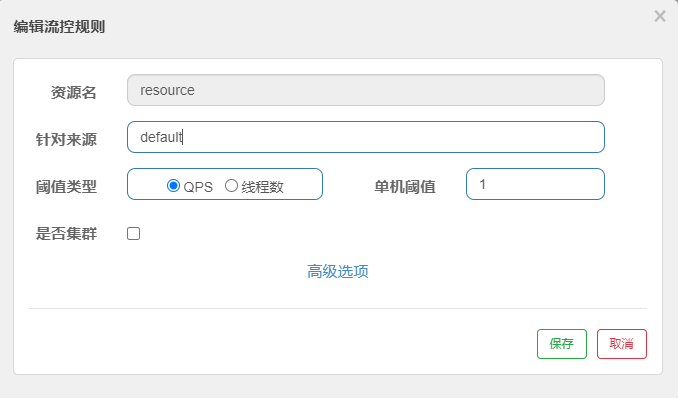 编辑流控规则
×
资源名 resource
针对来源 default
阈值类型 QPS 线程数 单机阈值 1
是否集群
高级选项
保存 取消